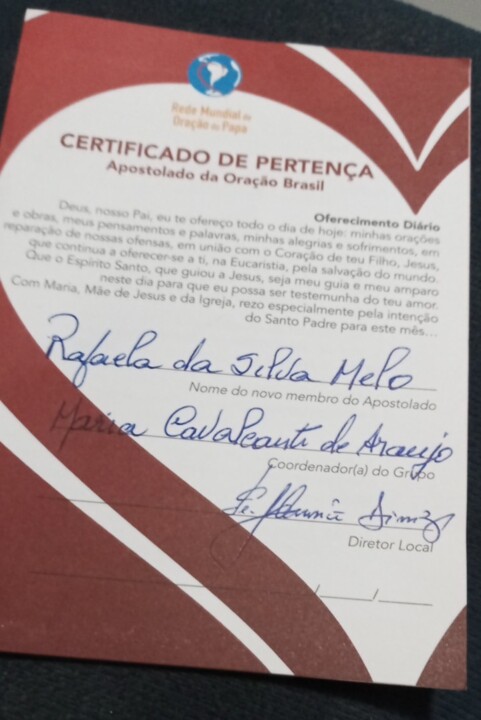 Rede Mundial de
Oração do Papa
CERTIFICADO DE PERTENÇA
Apostolado da Oração Brasil
Oferecimento Diário
Deus, nosso Pai, eu te ofereço todo o dia de hoje: minhas orações
e obras, meus pensamentos e palavras, minhas alegrias e sofrimentos, em
reparação de nossas ofensas, em união com o Coração de teu Filho, Jesus,
que continua a oferecer-se a ti, na Eucaristia, pela salvação do mundo.
Que o Espírito Santo, que guiou a Jesus, seja meu guia e meu amparo
neste dia para que eu possa ser testemunha do teu amor.
Com Maria, Mãe de Jesus e da Igreja, rezo especialmente pela intenção
do Santo Padre para este mês...
Rafaela da Silva Melo
Nome do novo membro do Apostolado
Maria Cavalcanti de Araujo
Coordenador(a) do Grupo
Pe.
Diretor Local